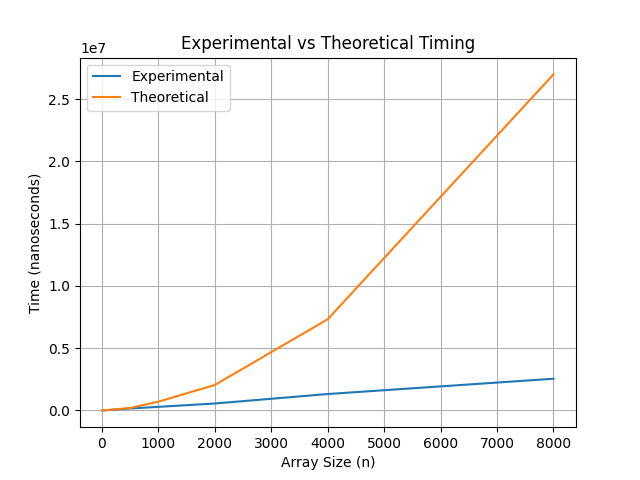 Experimental vs Theoretical Timing
1e7
Experimental
Theoretical
2.5
2.0
1.5
1.0
0.5
0.0
Time (nanoseconds)
0 1000 2000 3000 4000 5000 6000 7000 8000
Array Size (n)